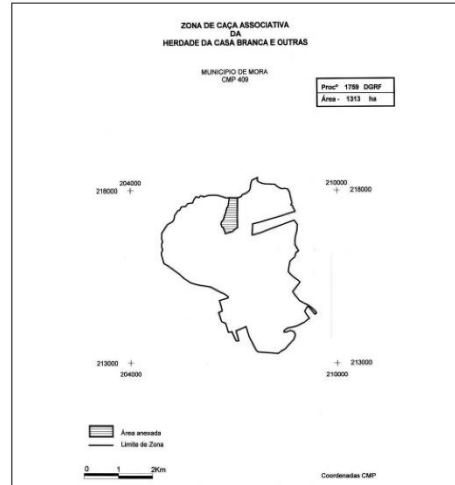 ZONA DE CAÇA ASSOCIATIVA
DA
HERDADE DA CASA BRANCA E OUTRAS
MUNICIPIO DE MORA
CMP 409
Procº 1759 DGRF
Área - 1313 ha
204000
218000
210000
218000
213000
204000
213000
210000
Área anexada
Limite de Zona
0 1 2Km
Coordenadas CMP